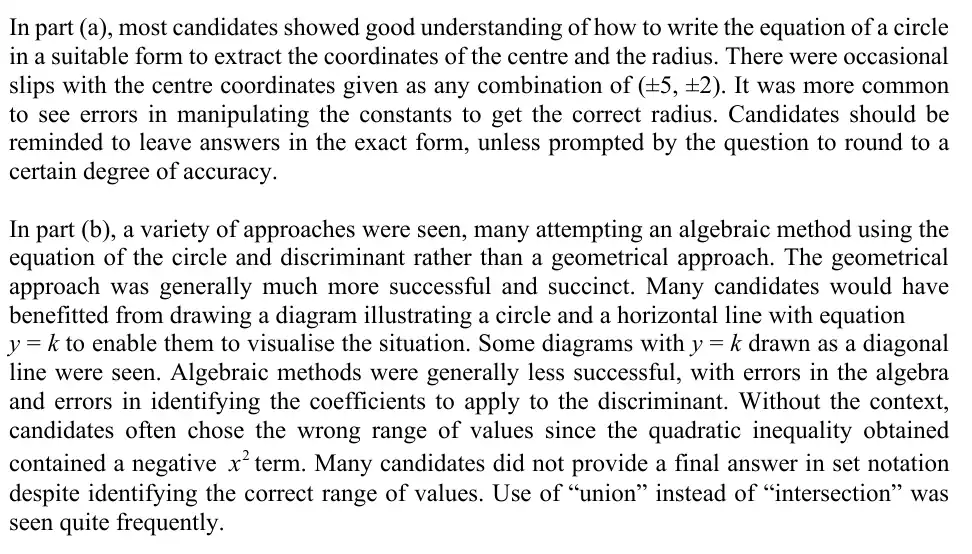 In part (a), most candidates showed good understanding of how to write the equation of a circle
in a suitable form to extract the coordinates of the centre and the radius. There were occasional
slips with the centre coordinates given as any combination of (±5, ±2). It was more common
to see errors in manipulating the constants to get the correct radius. Candidates should be
reminded to leave answers in the exact form, unless prompted by the question to round to a
certain degree of accuracy.
In part (b), a variety of approaches were seen, many attempting an algebraic method using the
equation of the circle and discriminant rather than a geometrical approach. The geometrical
approach was generally much more successful and succinct. Many candidates would have
benefitted from drawing a diagram illustrating a circle and a horizontal line with equation
y = k to enable them to visualise the situation. Some diagrams with y = k drawn as a diagonal
line were seen. Algebraic methods were generally less successful, with errors in the algebra
and errors in identifying the coefficients to apply to the discriminant. Without the context,
candidates often chose the wrong range of values since the quadratic inequality obtained
contained a negative x² term. Many candidates did not provide a final answer in set notation
despite identifying the correct range of values. Use of “union” instead of “intersection” was
seen quite frequently.